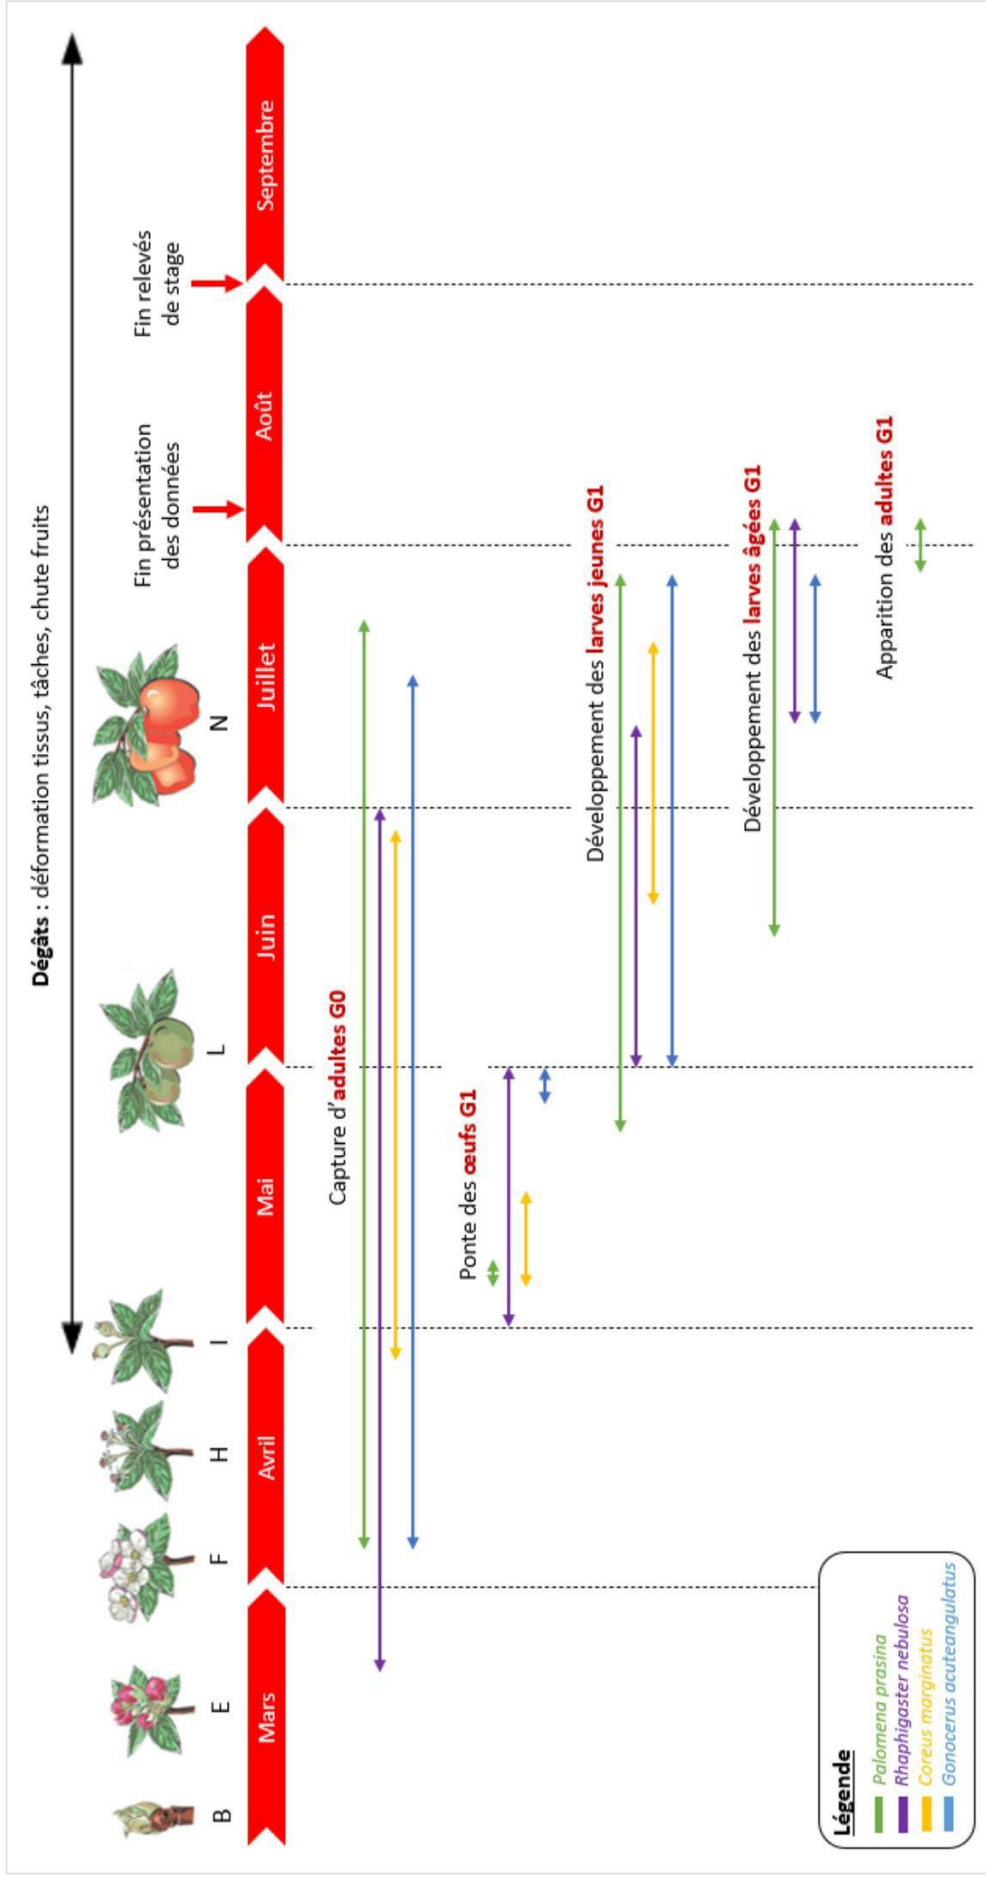 Dégâts : déformation tissus, tâches, chute fruits
Fin présentation
des données
Fin relevés
de stage
B
E
F
H
I
L
N
Mars
Avril
Mai
Juin
Juillet
Août
Septembre
Capture d'adultes G0
Ponte des œufs G1
Développement des larves jeunes G1
Développement des larves âgées G1
Apparition des adultes G1
Légende
Palomena prasina
Rhaphigaster nebulosa
Coreus marginatus
Gonocerus acuteangulatus